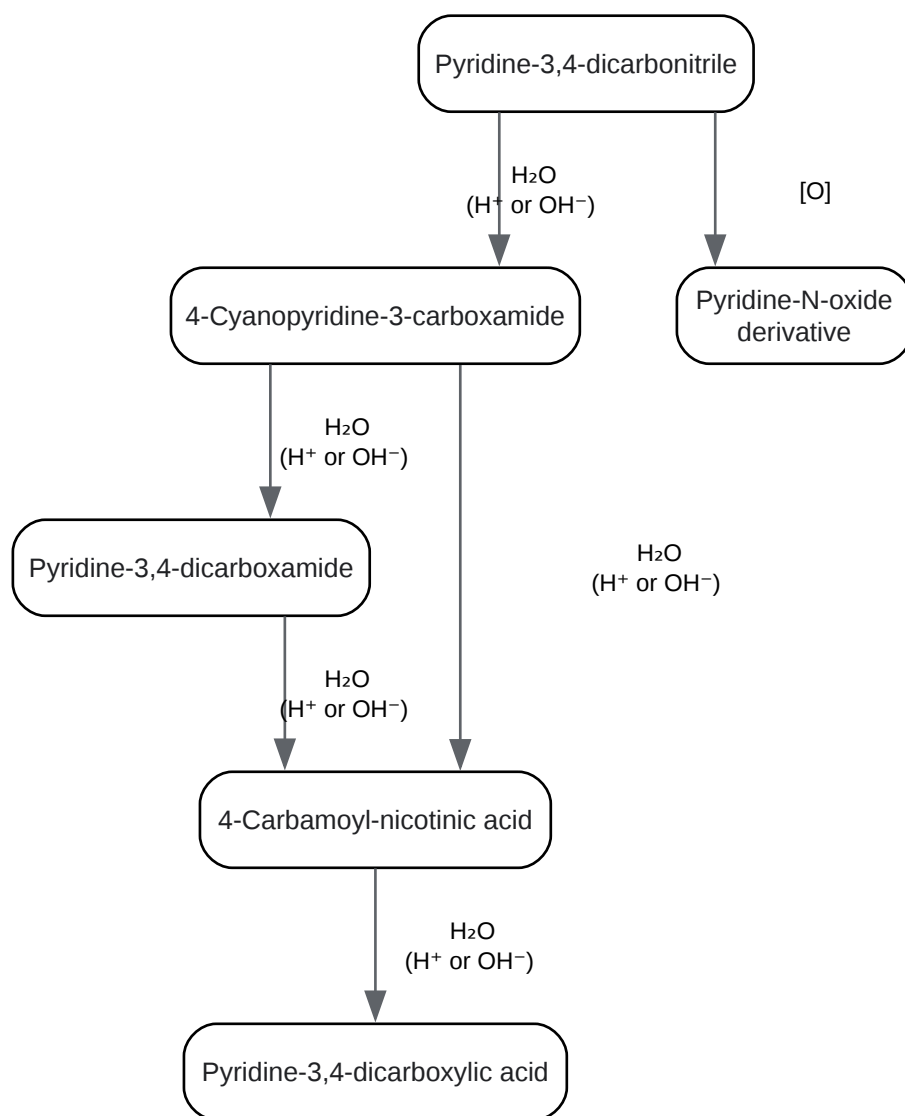 Pyridine-3,4-dicarbonitrile
H₂O
(H⁺ or OH⁻)
[O]
4-Cyanopyridine-3-carboxamide
Pyridine-N-oxide
derivative
H₂O
(H⁺ or OH⁻)
Pyridine-3,4-dicarboxamide
H₂O
(H⁺ or OH⁻)
H₂O
(H⁺ or OH⁻)
4-Carbamoyl-nicotinic acid
H₂O
(H⁺ or OH⁻)
Pyridine-3,4-dicarboxylic acid